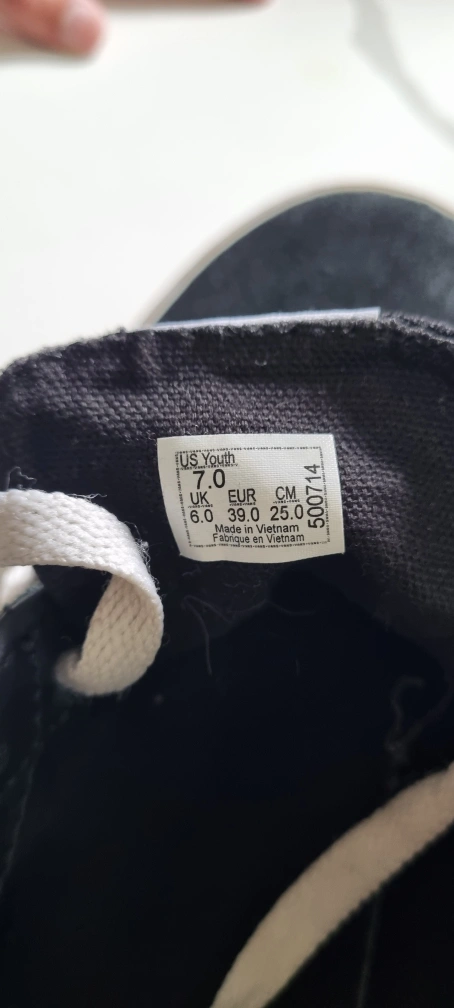 US Youth
7.0
UK EUR CM
6.0 39.0 25.0
Made in Vietnam
Fabrique en Vietnam
500714